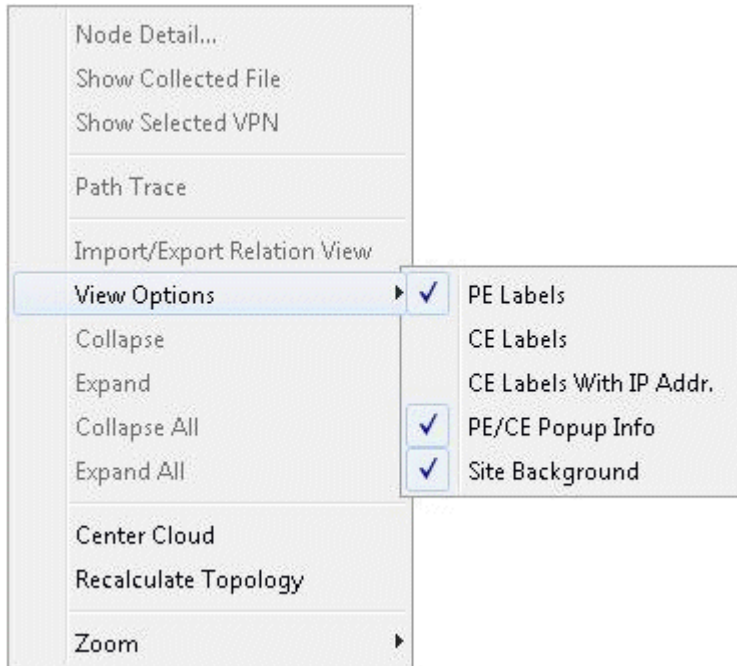 Node Detail...
Show Collected File
Show Selected VPN
Path Trace
Import/Export Relation View
View Options
PE Labels
CE Labels
CE Labels With IP Addr.
PE/CE Popup Info
Site Background
Collapse
Expand
Collapse All
Expand All
Center Cloud
Recalculate Topology
Zoom